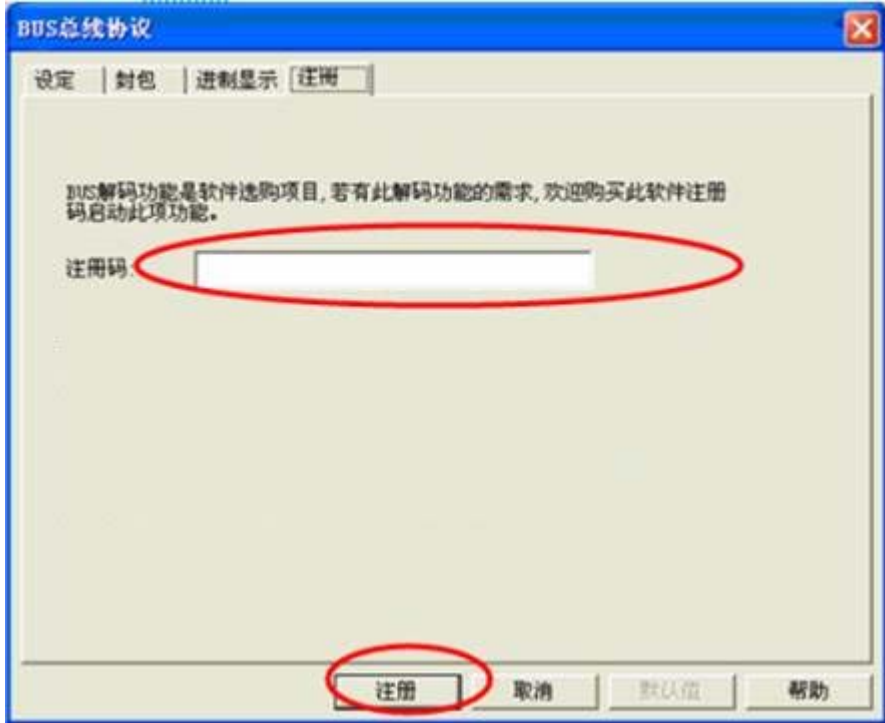 BUS总线协议
设定 封包 进制显示 注册
BUS解码功能是软件选购项目,若有此解码功能的需求,欢迎购买此软件注册
码启动此项功能。
注册码:
注册 取消 默认值 帮助